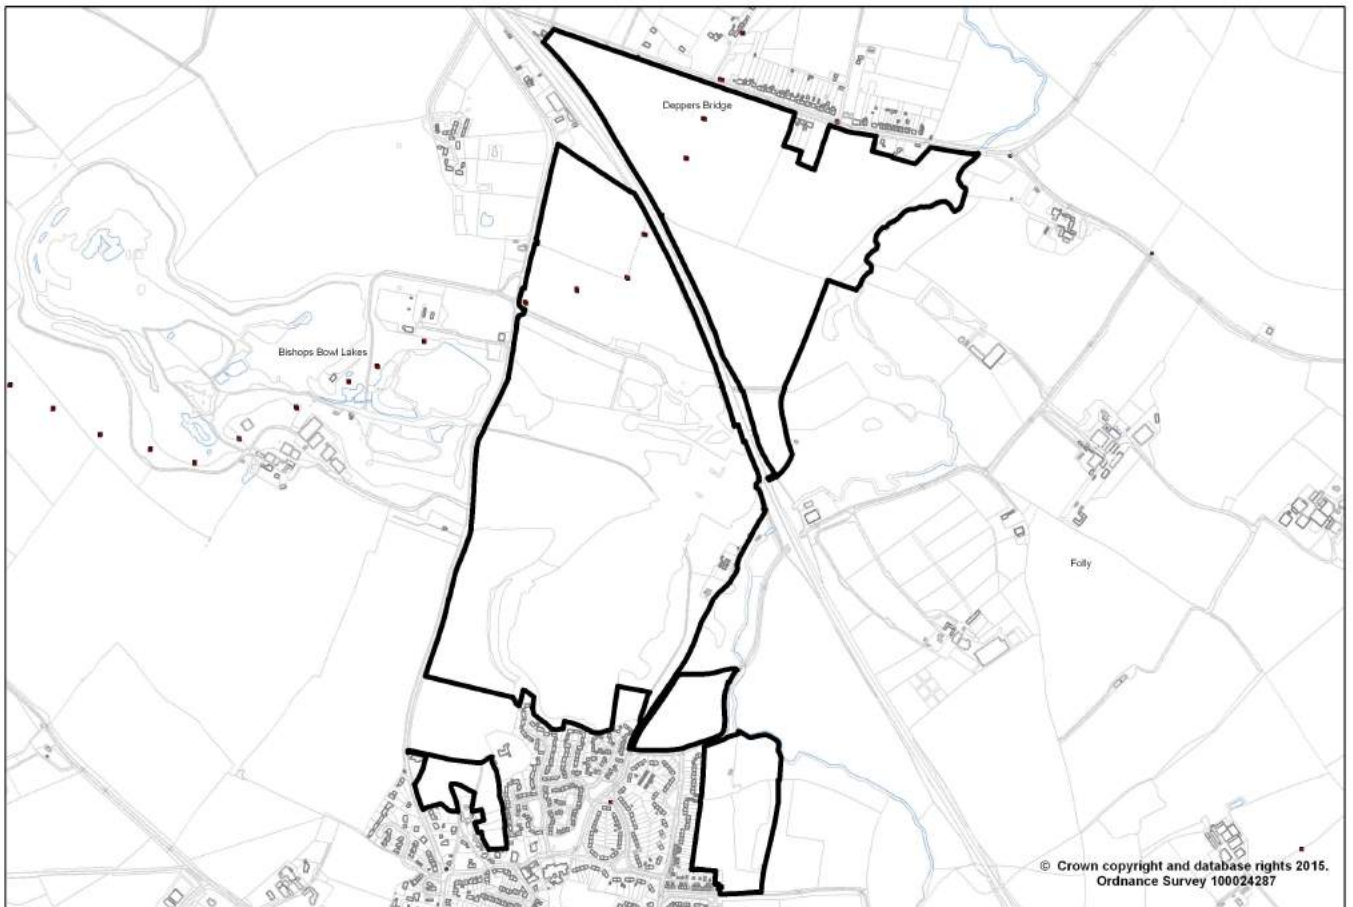 Deppers Bridge
Bishops Bowl Lakes
Folly
© Crown copyright and database rights 2015.
Ordnance Survey 100024287